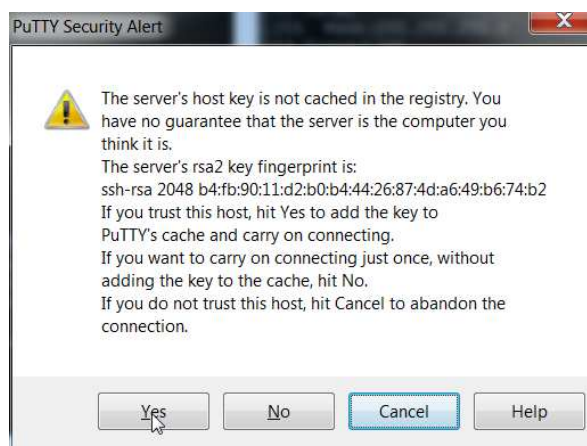 PuTTY Security Alert
The server's host key is not cached in the registry. You
have no guarantee that the server is the computer you
think it is.
The server's rsa2 key fingerprint is:
ssh-rsa 2048 b4:fb:90:11:d2:b0:b4:44:26:87:4d:a6:49:b6:74:b2
If you trust this host, hit Yes to add the key to
PuTTY's cache and carry on connecting.
If you want to carry on connecting just once, without
adding the key to the cache, hit No.
If you do not trust this host, hit Cancel to abandon the
connection.
Yes No Cancel Help